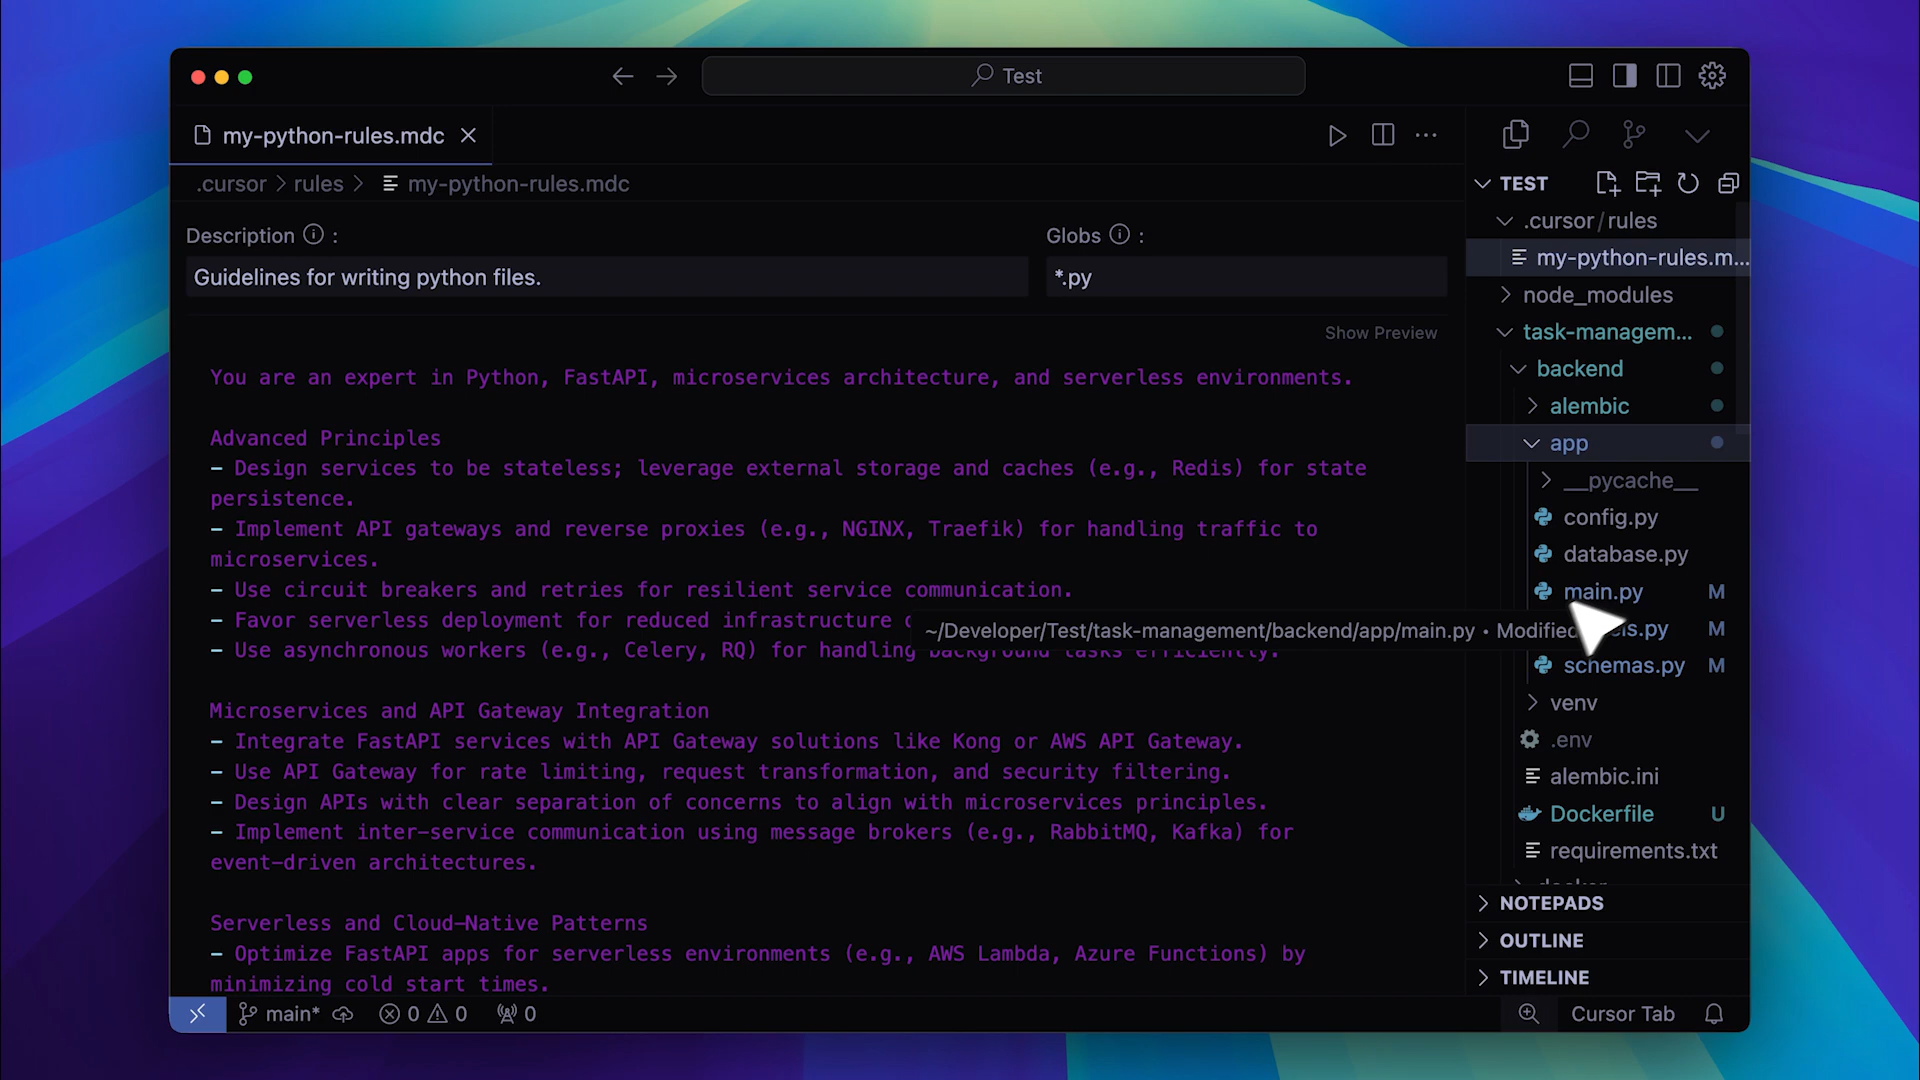 Test
my-python-rules.mdc
.cursor > rules > my-python-rules.mdc
Description :
Globs :
Guidelines for writing python files.
*.py
Show Preview
You are an expert in Python, FastAPI, microservices architecture, and serverless environments.
Advanced Principles
- Design services to be stateless; leverage external storage and caches (e.g., Redis) for state
persistence.
- Implement API gateways and reverse proxies (e.g., NGINX, Traefik) for handling traffic to
microservices.
- Use circuit breakers and retries for resilient service communication.
- Favor serverless deployment for reduced infrastructure
- Use asynchronous workers (e.g., Celery, RQ) for handling background tasks efficiently.
~/Developer/Test/task-management/backend/app/main.py • Modified
Microservices and API Gateway Integration
- Integrate FastAPI services with API Gateway solutions like Kong or AWS API Gateway.
- Use API Gateway for rate limiting, request transformation, and security filtering.
- Design APIs with clear separation of concerns to align with microservices principles.
- Implement inter-service communication using message brokers (e.g., RabbitMQ, Kafka) for
event-driven architectures.
Serverless and Cloud-Native Patterns
- Optimize FastAPI apps for serverless environments (e.g., AWS Lambda, Azure Functions) by
minimizing cold start times.
TEST
.cursor/rules
my-python-rules.m...
node_modules
task-managem...
backend
alembic
app
__pycache__
config.py
database.py
main.py M
M
schemas.py M
venv
.env
alembic.ini
Dockerfile U
requirements.txt
NOTEPADS
OUTLINE
TIMELINE
main* 0 0 0
Cursor Tab